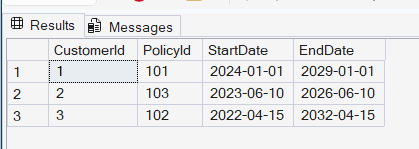 Results Messages
CustomerId PolicyId StartDate EndDate
1 1 101 2024-01-01 2029-01-01
2 2 103 2023-06-10 2026-06-10
3 3 102 2022-04-15 2032-04-15